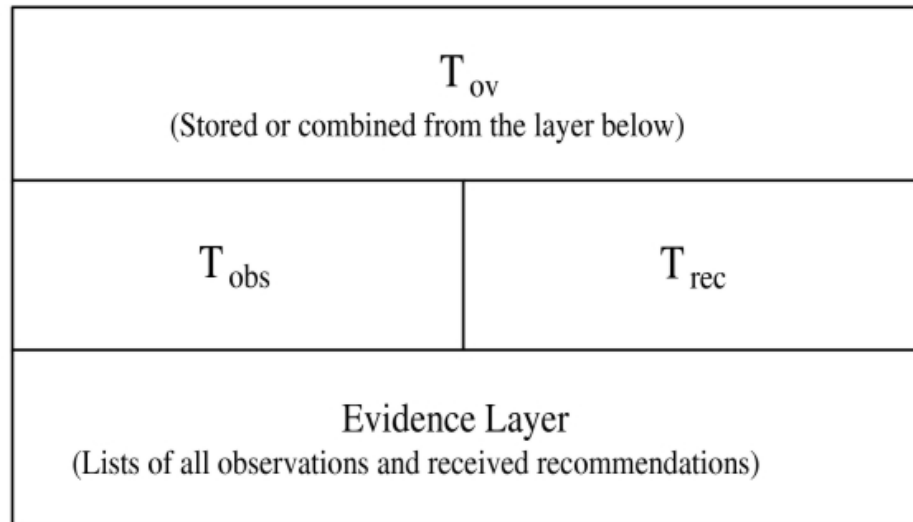 T ov
(Stored or combined from the layer below)
T obs
T rec
Evidence Layer
(Lists of all observations and received recommendations)